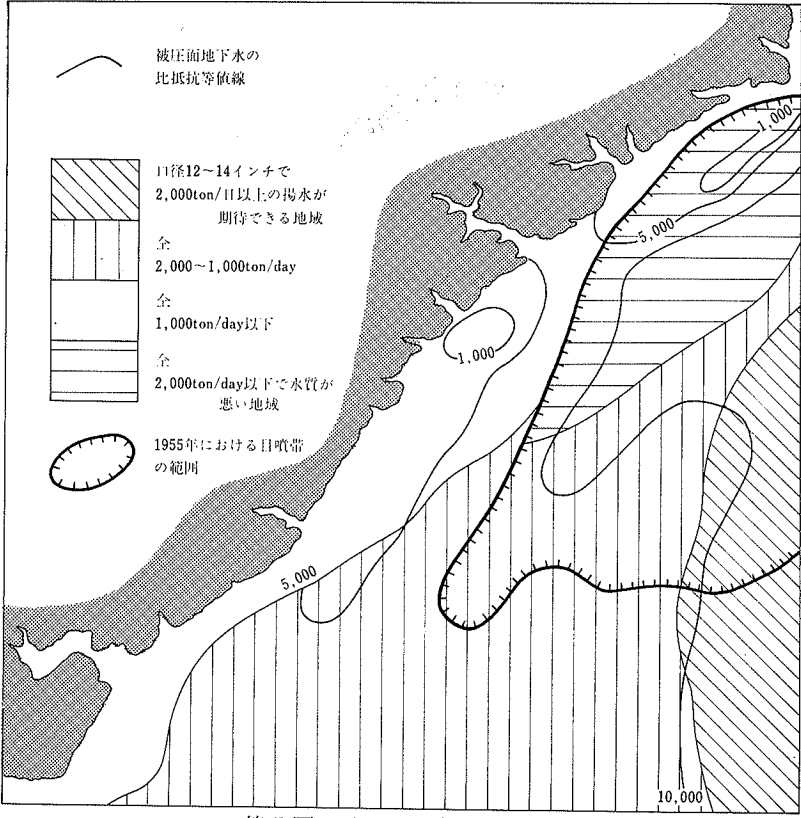 被圧面地下水の
比抵抗等値線
口径12~14インチで
2,000ton/日以上の揚水が
期待できる地域
仝
2,000~1,000ton/day
仝
1,000ton/day以下
仝
2,000ton/day以下で水質が
悪い地域
1955年における自噴帯
の範囲
1,000
5,000
1,000
5,000
10,000